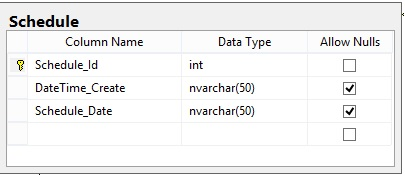 Schedule
Column Name Data Type Allow Nulls
Schedule_Id int
DateTime_Create nvarchar(50)
Schedule_Date nvarchar(50)